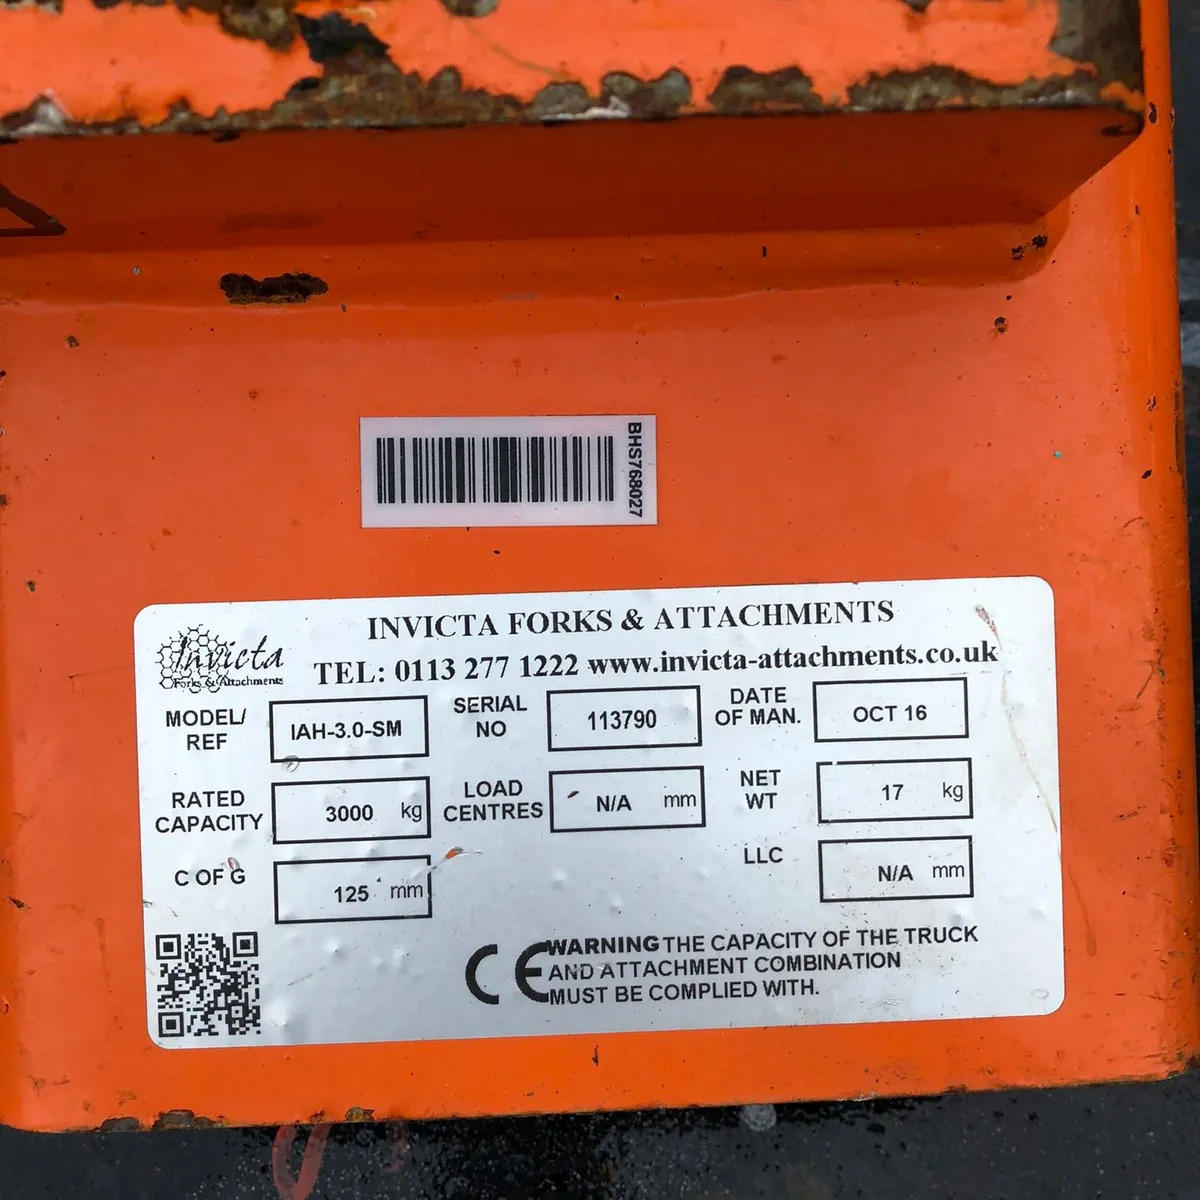 BHS768027
INVICTA FORKS & ATTACHMENTS
Invicta
Forks & Attachments
TEL: 0113 277 1222 www.invicta-attachments.co.uk
MODEL/
REF
IAH-3.0-SM
SERIAL
NO
113790
DATE
OF MAN.
OCT 16
RATED
CAPACITY
3000 kg
LOAD
CENTRES
N/A mm
NET
WT
17 kg
C OF G
125 mm
LLC
N/A mm
CE
WARNING THE CAPACITY OF THE TRUCK
AND ATTACHMENT COMBINATION
MUST BE COMPLIED WITH.